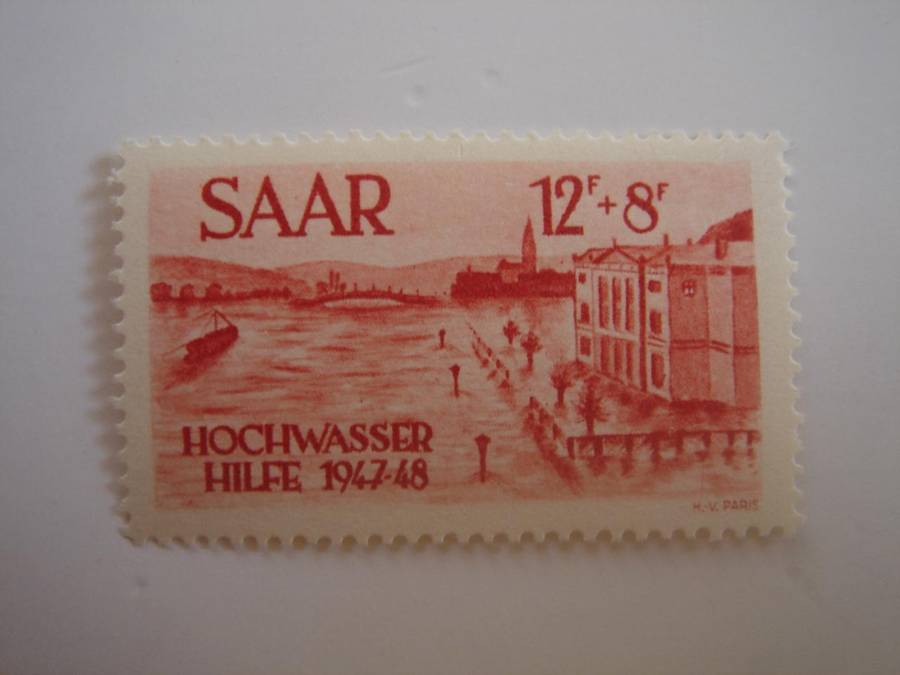 SAAR
12F + 8F
HOCHWASSER
HILFE 1947-48
H.-V. PARIS